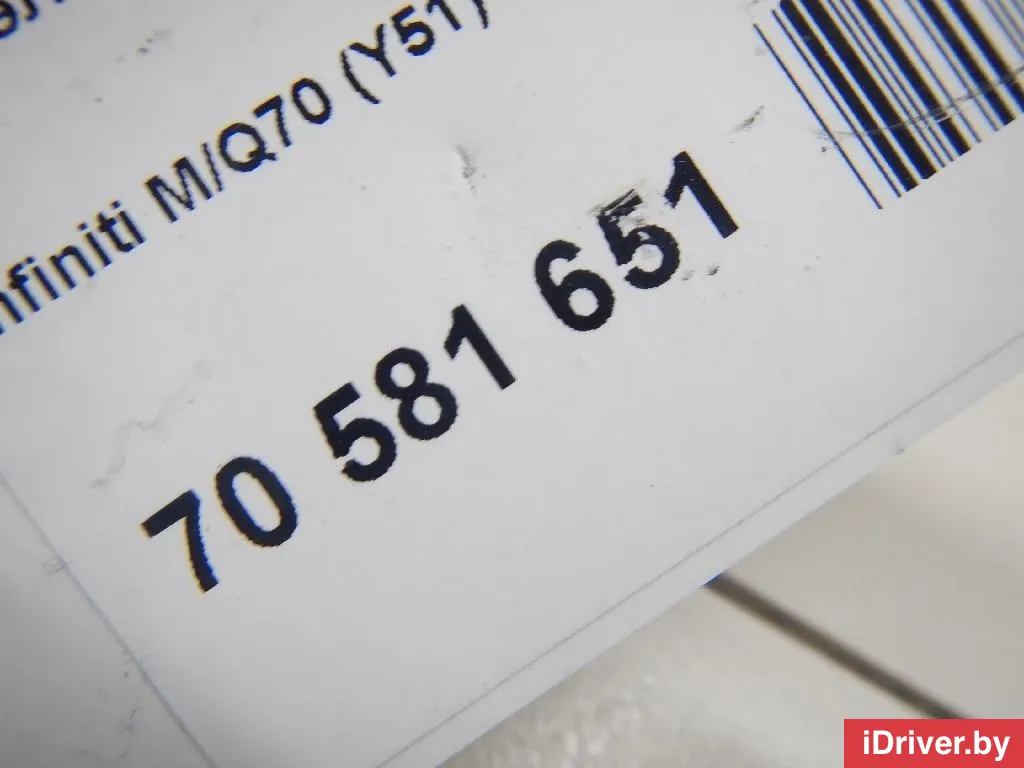 nfiniti M/Q70 (Y51)
70 581 651
iDriver.by